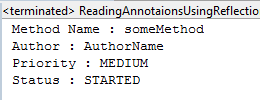 <terminated> ReadingAnnotaionsUsingReflectio
Method Name : someMethod
Author : AuthorName
Priority : MEDIUM
Status : STARTED